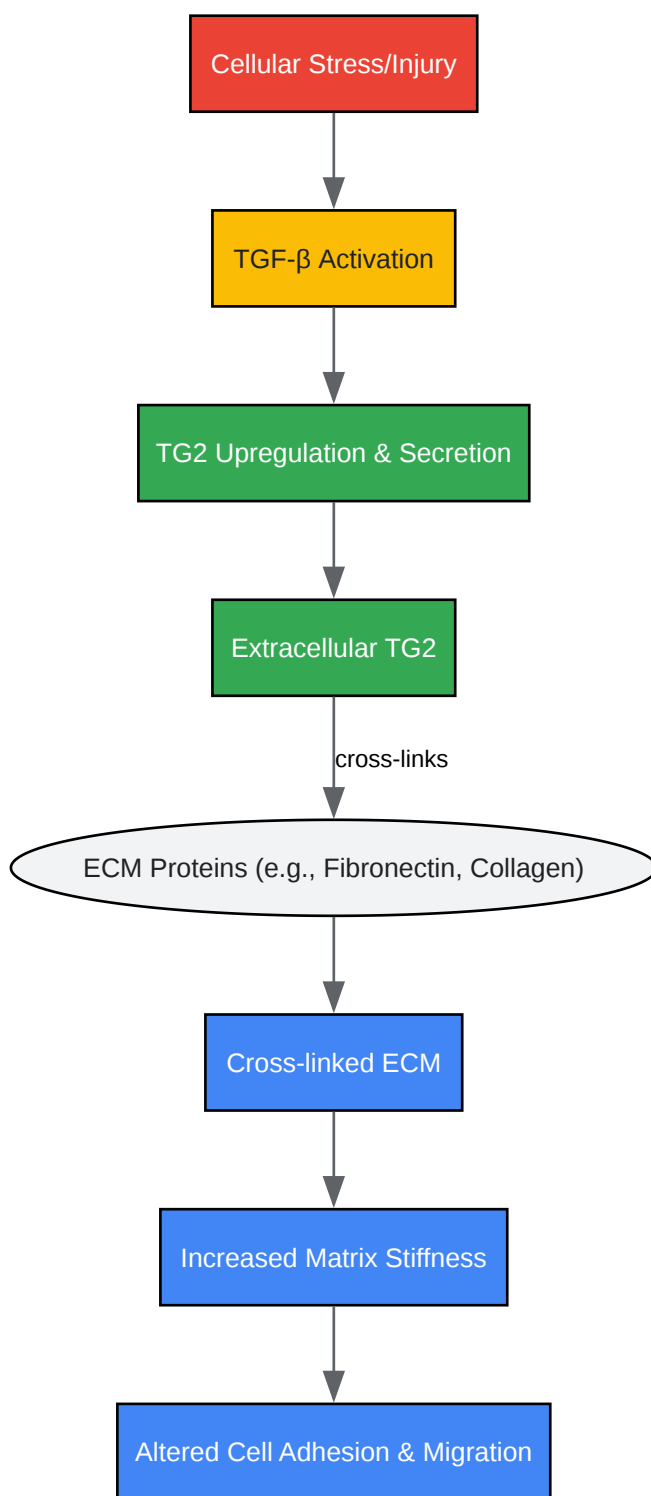 Cellular Stress/Injury
TGF-β Activation
TG2 Upregulation & Secretion
Extracellular TG2
cross-links
ECM Proteins (e.g., Fibronectin, Collagen)
Cross-linked ECM
Increased Matrix Stiffness
Altered Cell Adhesion & Migration